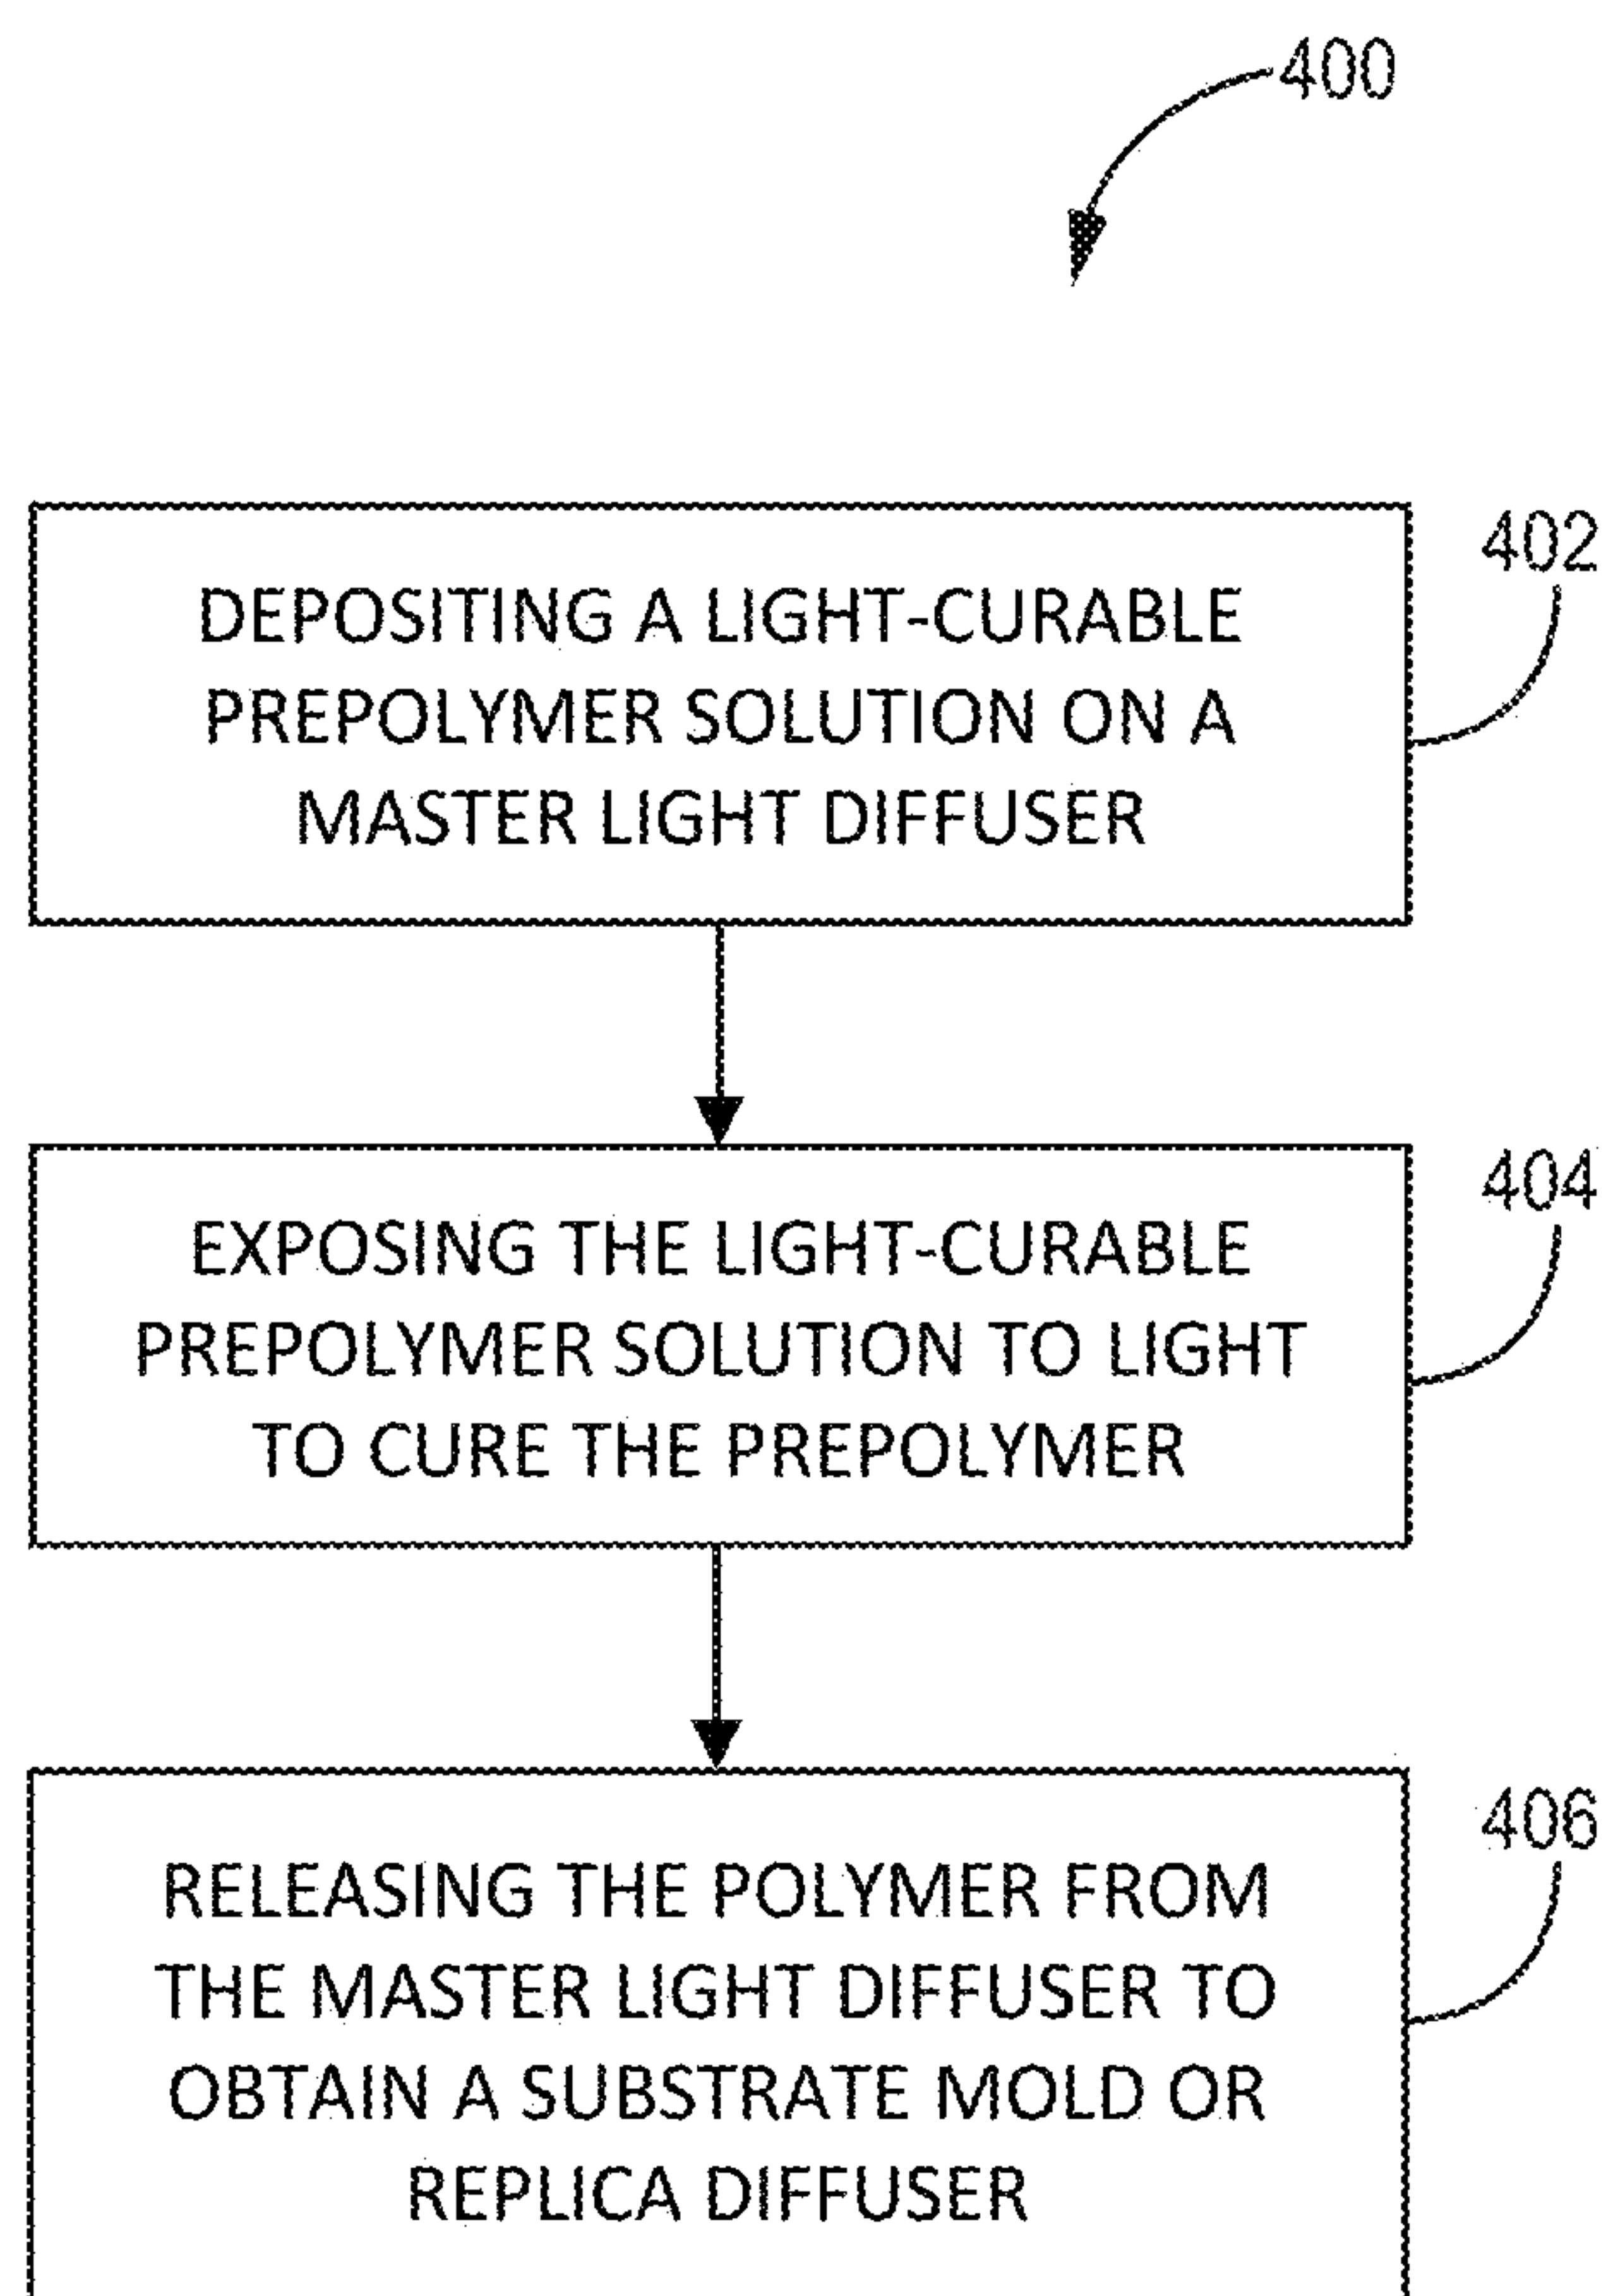 400
402
DEPOSITING A LIGHT-CURABLE
PREPOLYMER SOLUTION ON A
MASTER LIGHT DIFFUSER
404
EXPOSING THE LIGHT-CURABLE
PREPOLYMER SOLUTION TO LIGHT
TO CURE THE PREPOLYMER
406
RELEASING THE POLYMER FROM
THE MASTER LIGHT DIFFUSER TO
OBTAIN A SUBSTRATE MOLD OR
REPLICA DIFFUSER